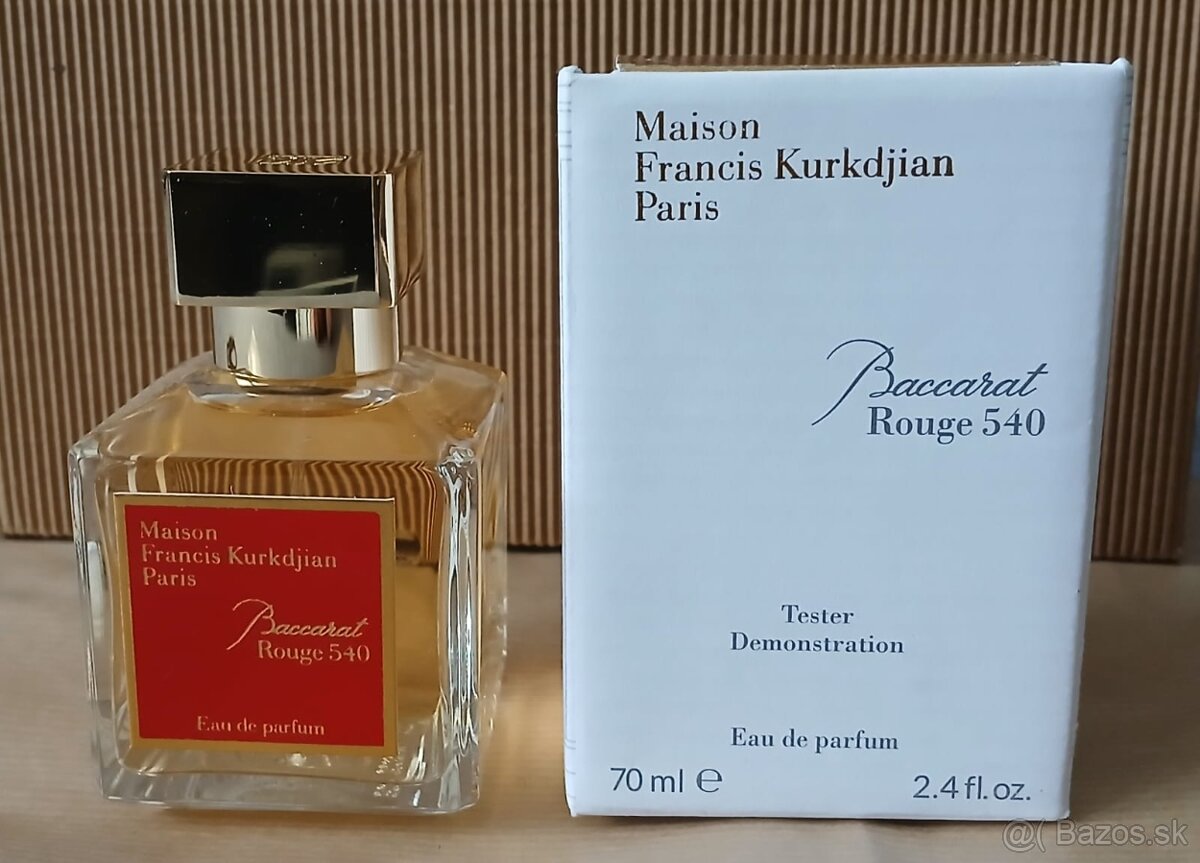 Maison
Francis Kurkdjian
Paris
Baccarat
Rouge 540
Eau de parfum
Maison
Francis Kurkdjian
Paris
Baccarat
Rouge 540
Tester
Demonstration
Eau de parfum
70 ml ℮
2.4 fl. oz.
@( Bazos.sk